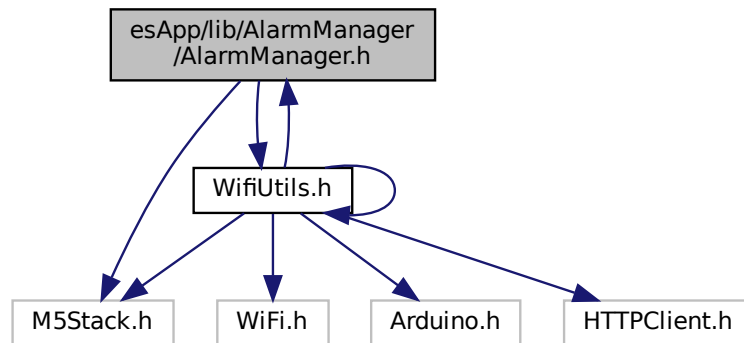 esApp/lib/AlarmManager
/AlarmManager.h
WifiUtils.h
M5Stack.h
WiFi.h
Arduino.h
HTTPClient.h